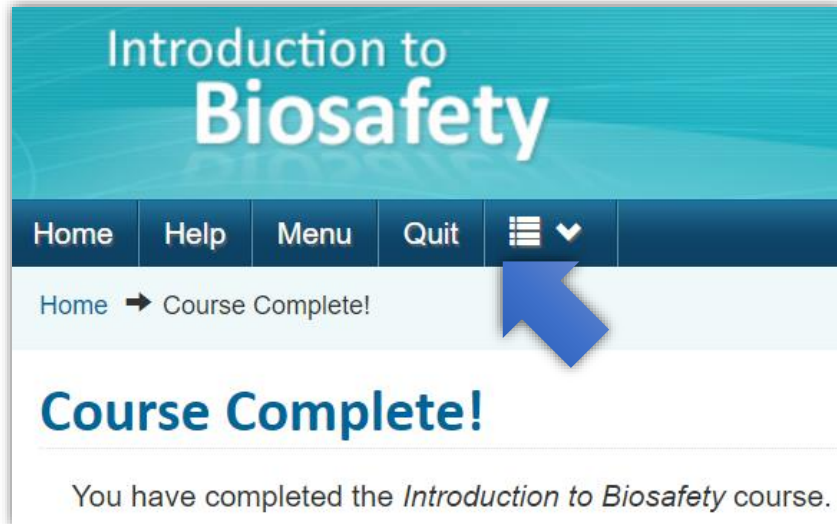 Introduction to
Biosafety
Home Help Menu Quit
Home ➔ Course Complete!
Course Complete!
You have completed the Introduction to Biosafety course.